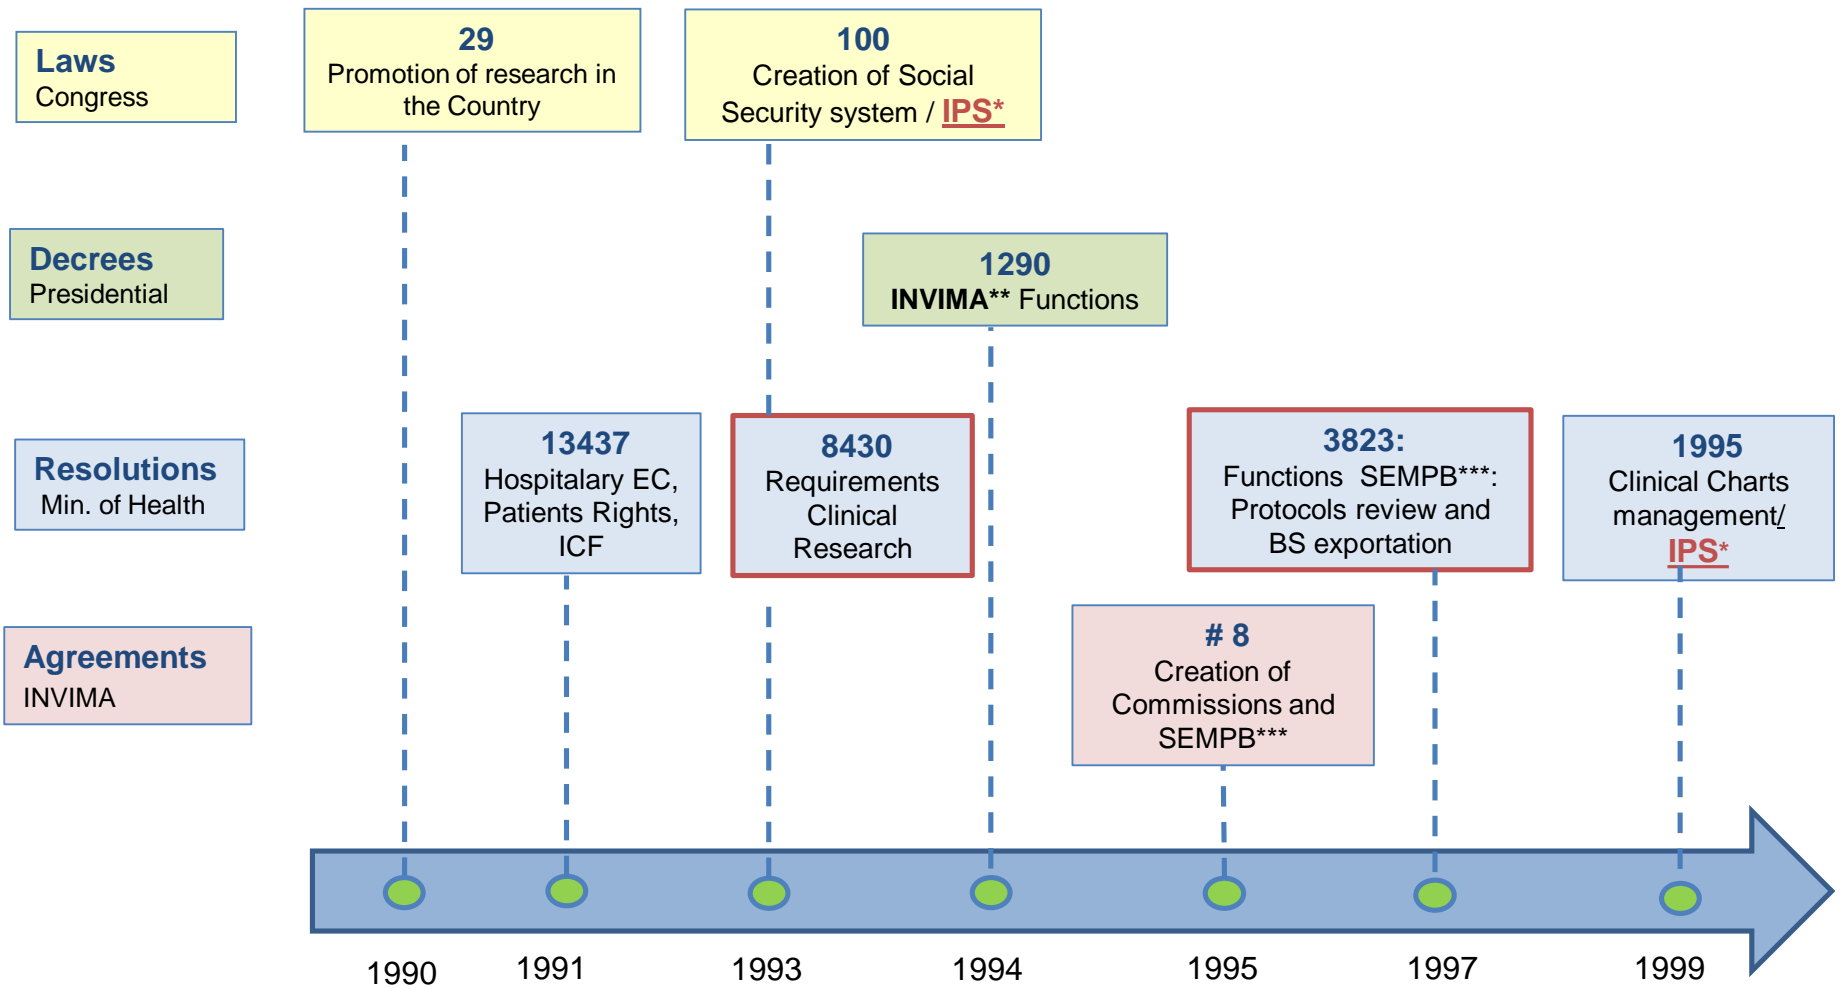 Laws
Congress
29
Promotion of research in
the Country
100
Creation of Social
Security system / IPS*
Decrees
Presidential
1290
INVIMA** Functions
Resolutions
Min. of Health
13437
Hospitalary EC,
Patients Rights,
ICF
8430
Requirements
Clinical
Research
3823:
Functions SEMPB***:
Protocols review and
BS exportation
1995
Clinical Charts
management/
IPS*
Agreements
INVIMA
# 8
Creation of
Commissions and
SEMPB***
1990
1991
1993
1994
1995
1997
1999